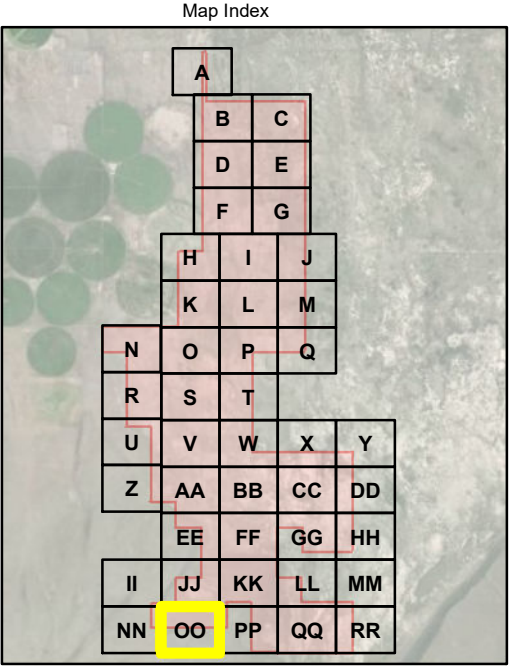 Map Index
A
B C
D E
F G
H I J
K L M
N O P Q
R S T
U V W X Y
Z AA BB CC DD
EE FF GG HH
II JJ KK LL MM
NN OO PP QQ RR